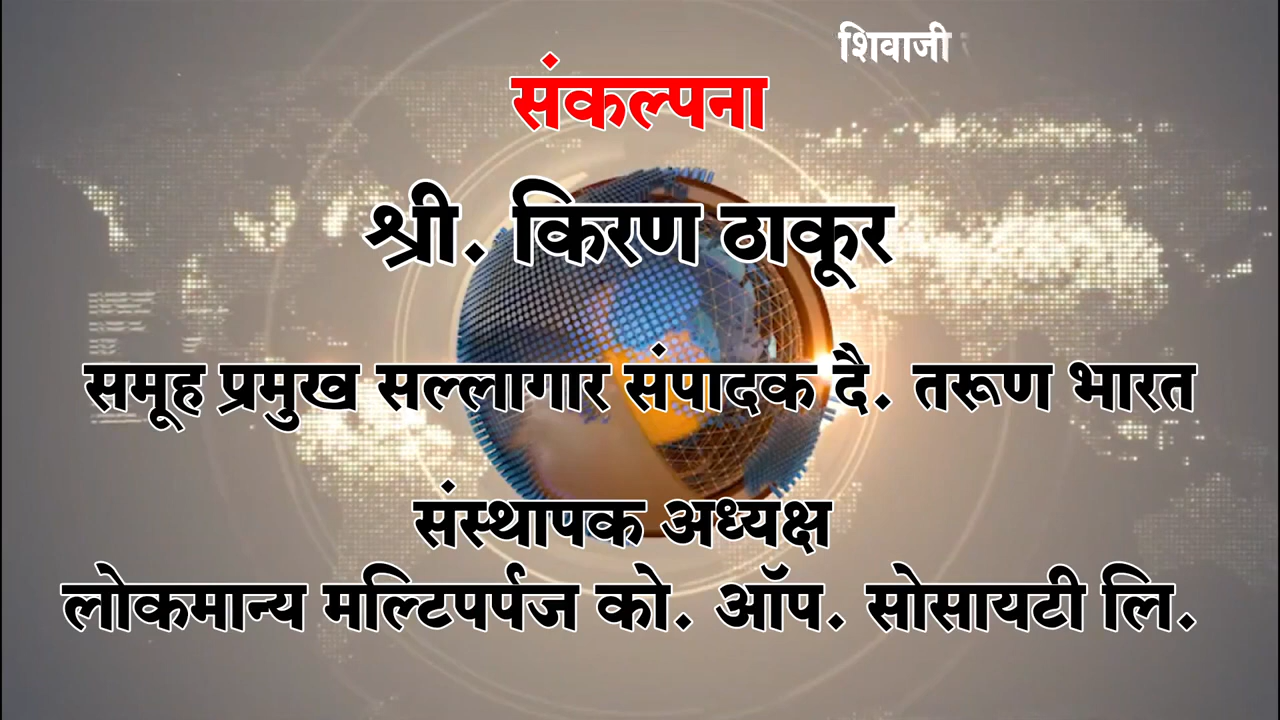 शिवाजी
संकल्पना
श्री. किरण ठाकूर
समूह प्रमुख सल्लागार संपादक दै. तरूण भारत
संस्थापक अध्यक्ष
लोकमान्य मल्टिपर्पज को. ऑप. सोसायटी लि.